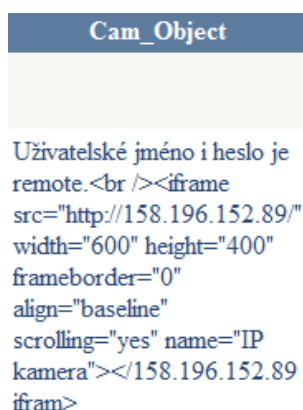 Cam_Object
Uživatelské jméno i heslo je
remote.<br /><iframe
src="http://158.196.152.89/"
width="600" height="400"
frameborder="0"
align="baseline"
scrolling="yes" name="IP
kamera"></158.196.152.89
ifram>